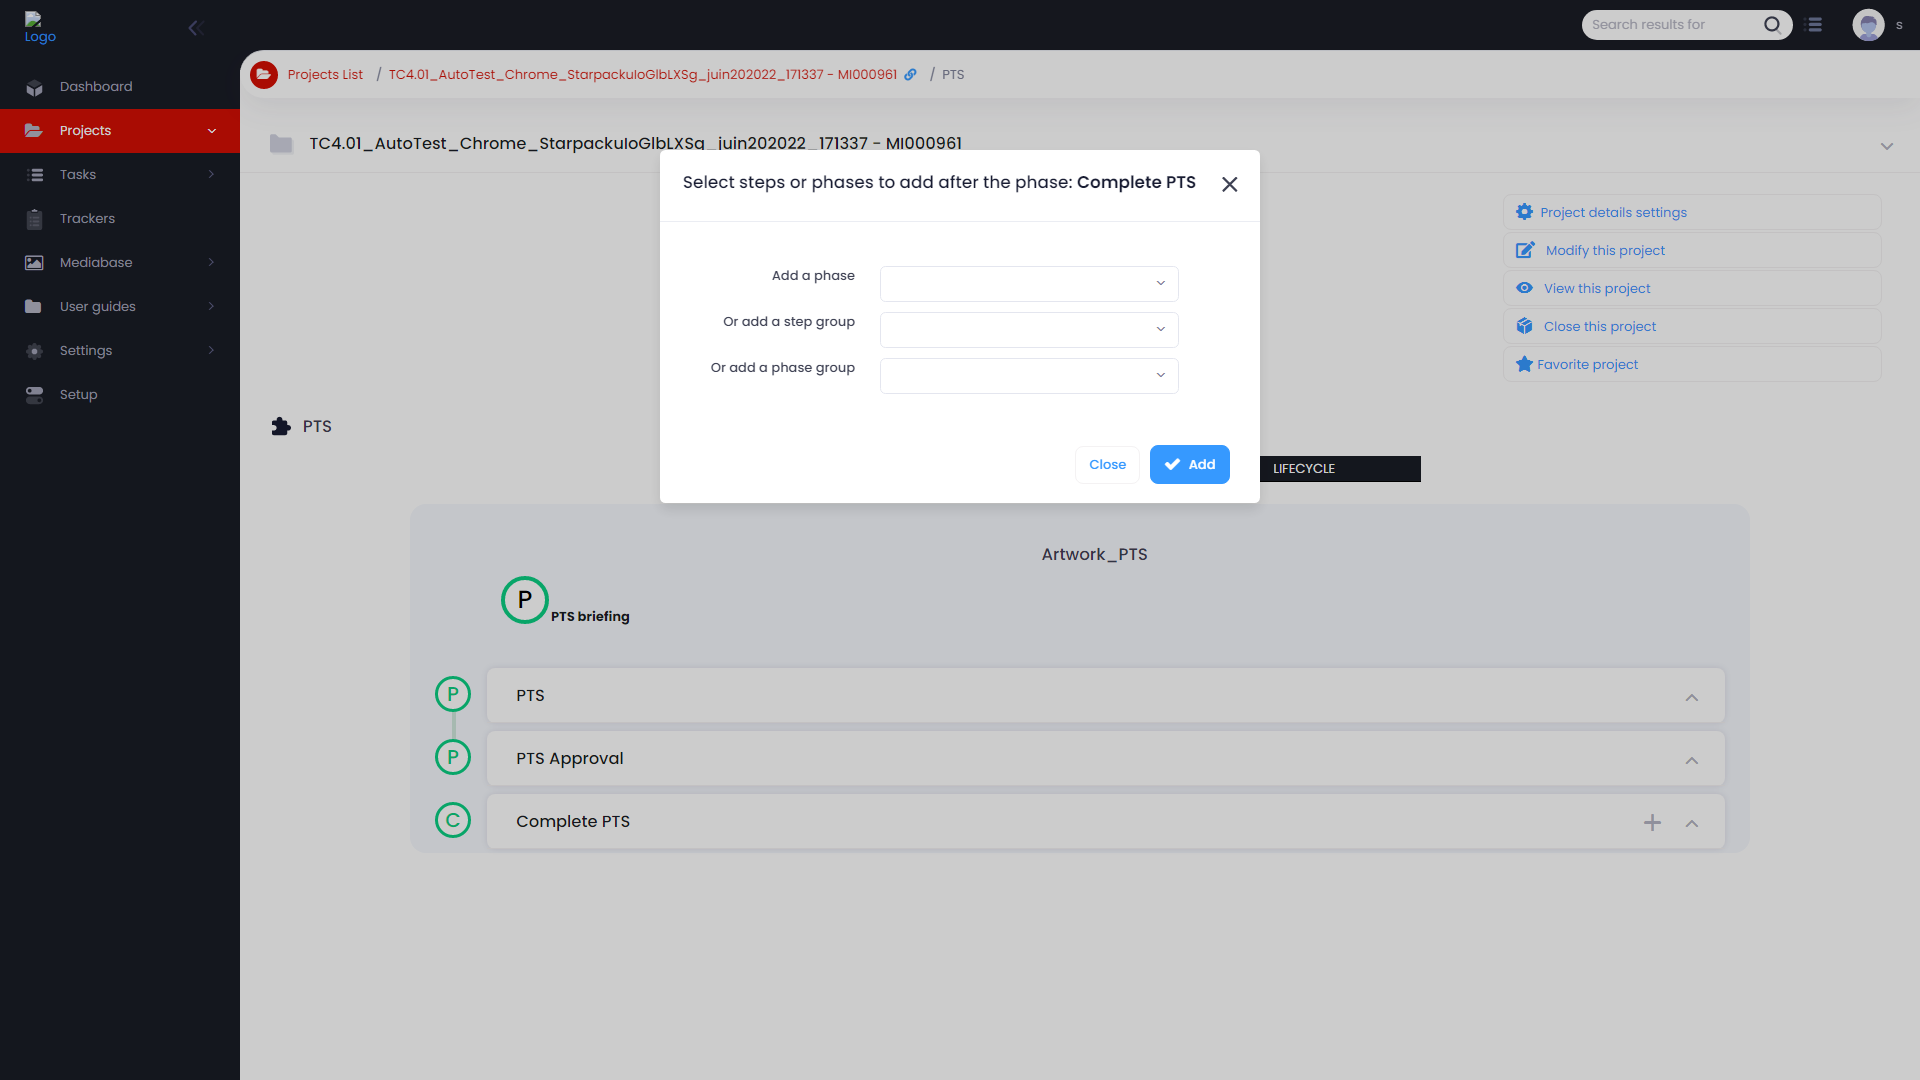 Logo
Search results for
s
Dashboard
Projects
Tasks
Trackers
Mediabase
User guides
Settings
Setup
Projects List / TC4.01_AutoTest_Chrome_StarpackuIoGlbLXSg_juin202022_171337 - MI000961 / PTS
TC4.01_AutoTest_Chrome_StarpackuIoGlbLXSg_juin202022_171337 - MI000961
Select steps or phases to add after the phase: Complete PTS
Add a phase
Or add a step group
Or add a phase group
Close
Add
Project details settings
Modify this project
View this project
Close this project
Favorite project
PTS
LIFECYCLE
Artwork_PTS
P PTS briefing
P PTS
P PTS Approval
C Complete PTS